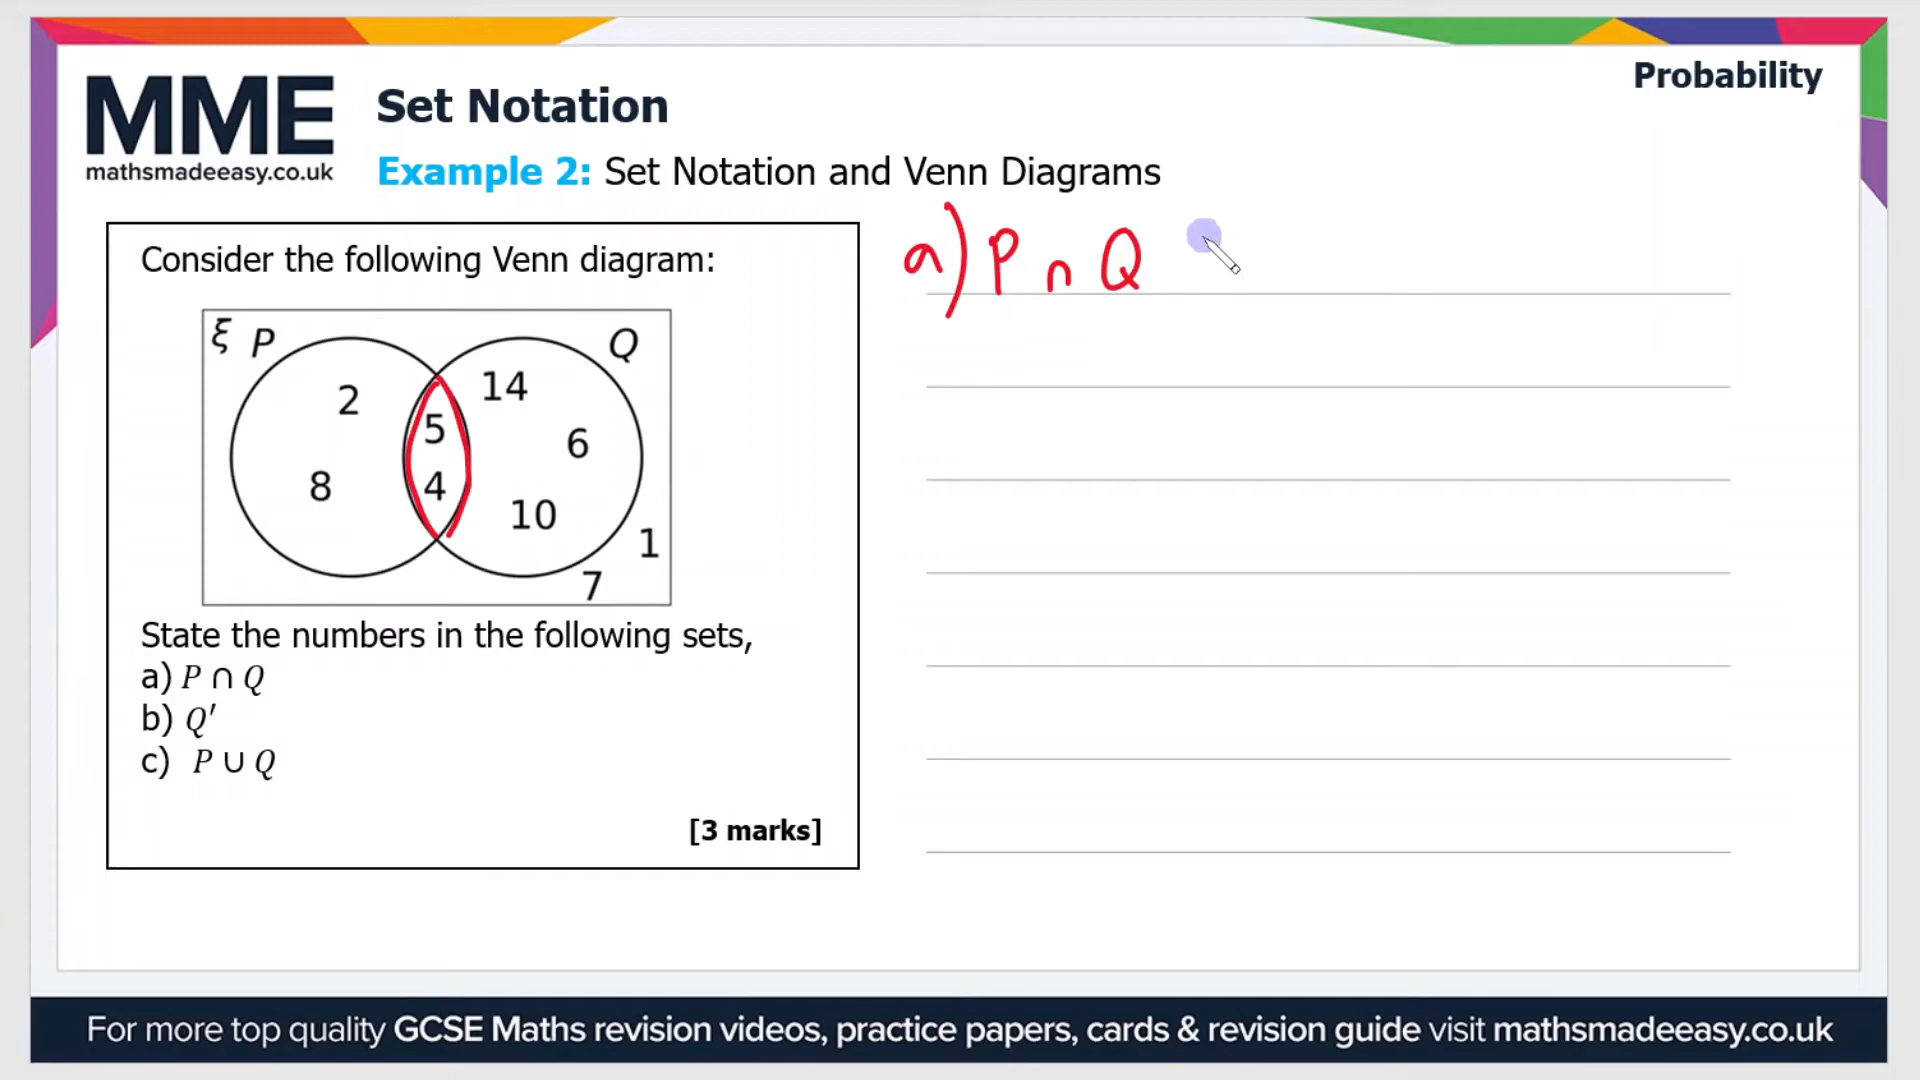 Probability
MME
mathsmadeeasy.co.uk
Set Notation
Example 2: Set Notation and Venn Diagrams
Consider the following Venn diagram:
ξ P Q
2 5 14
6
8 4 10
1
7
State the numbers in the following sets,
a) P ∩ Q
b) Q′
c) P ∪ Q
[3 marks]
a) P ∩ Q
For more top quality GCSE Maths revision videos, practice papers, cards & revision guide visit mathsmadeeasy.co.uk